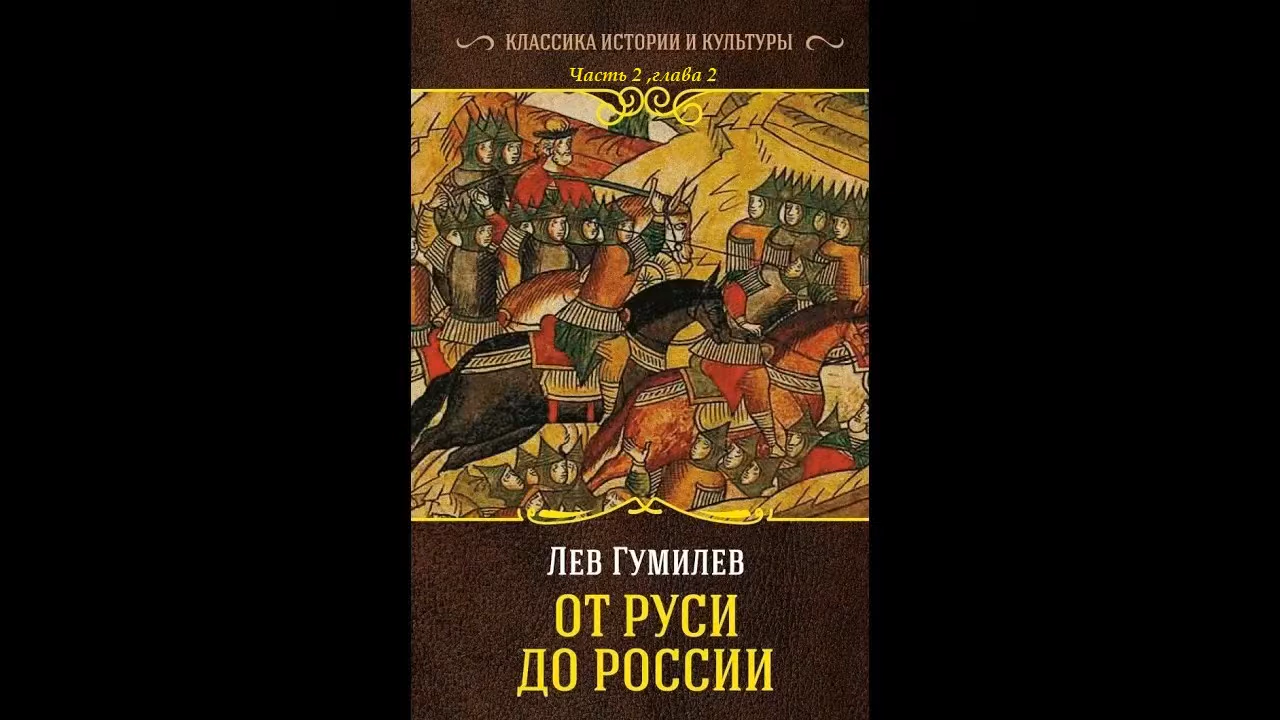 КЛАССИКА ИСТОРИИ И КУЛЬТУРЫ
Часть 2 ,глава 2
ЛЕВ ГУМИЛЕВ
ОТ РУСИ
ДО РОССИИ